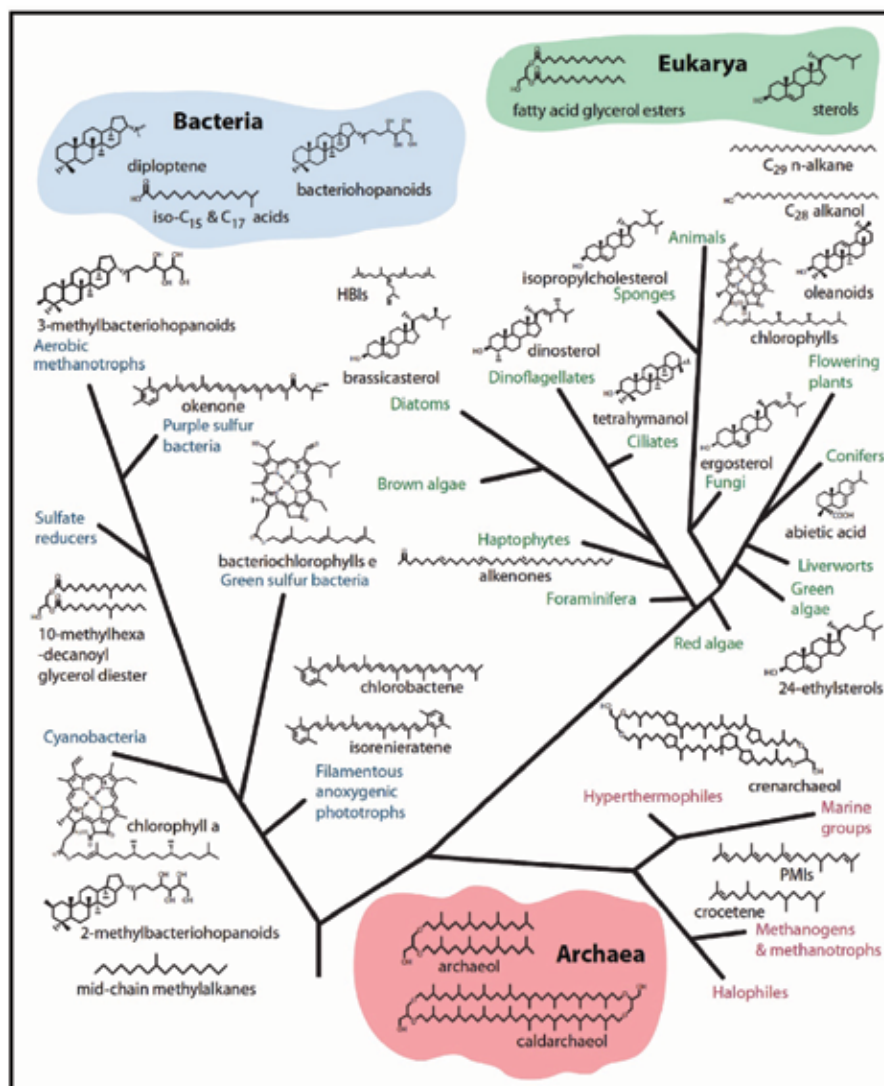 Eukarya
fatty acid glycerol esters
sterols
Bacteria
diploptene
bacteriohopanoids
iso-C15 & C17 acids
C29 n-alkane
C28 alkanol
Animals
isopropylcholesterol
Sponges
oleanoids
HBIs
3-methylbacteriohopanoids
Aerobic
methanotrophs
brassicasterol
dinosterol
Dinoflagellates
chlorophylls
Flowering
plants
okenone
Purple sulfur
bacteria
Diatoms
tetrahymanol
Ciliates
ergosterol
Fungi
Conifers
abietic acid
COOH
Brown algae
Sulfate
reducers
bacteriochlorophylls e
Green sulfur bacteria
Haptophytes
alkenones
Liverworts
Green
algae
Foraminifera
10-methylhexa
-decanoyl
glycerol diester
Red algae
24-ethylsterols
chlorobactene
Cyanobacteria
isorenieratene
Filamentous
anoxygenic
phototrophs
crenarchaeol
Hyperthermophiles
Marine
groups
chlorophyll a
PMIs
crocetene
2-methylbacteriohopanoids
Methanogens
& methanotrophs
archaeol
Archaea
mid-chain methylalkanes
Halophiles
caldarchaeol